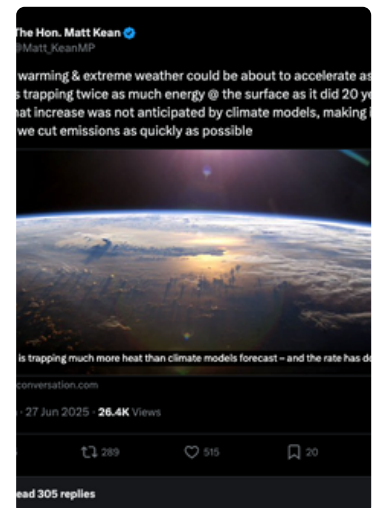 The Hon. Matt Kean
@Matt_KeanMP
warming & extreme weather could be about to accelerate as
s trapping twice as much energy @ the surface as it did 20 ye
hat increase was not anticipated by climate models, making i
we cut emissions as quickly as possible
is trapping much more heat than climate models forecast – and the rate has do
conversation.com
· 27 Jun 2025 · 26.4K Views
289 515 20
ead 305 replies